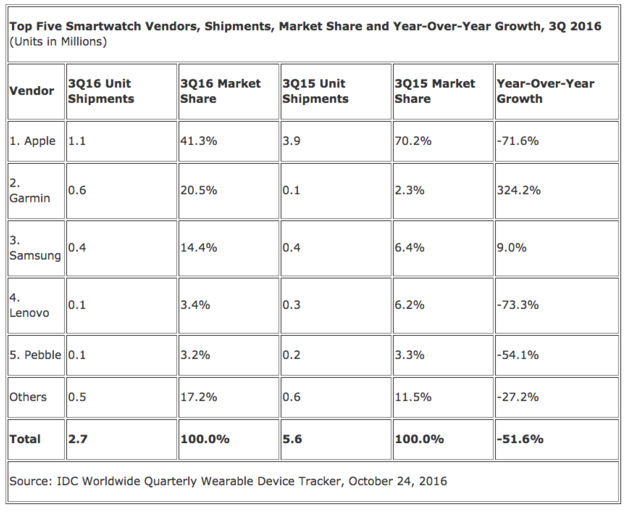 Top Five Smartwatch Vendors, Shipments, Market Share and Year-Over-Year Growth, 3Q 2016
(Units in Millions)
Vendor 3Q16 Unit Shipments 3Q16 Market Share 3Q15 Unit Shipments 3Q15 Market Share Year-Over-Year Growth
1. Apple 1.1 41.3% 3.9 70.2% -71.6%
2. Garmin 0.6 20.5% 0.1 2.3% 324.2%
3. Samsung 0.4 14.4% 0.4 6.4% 9.0%
4. Lenovo 0.1 3.4% 0.3 6.2% -73.3%
5. Pebble 0.1 3.2% 0.2 3.3% -54.1%
Others 0.5 17.2% 0.6 11.5% -27.2%
Total 2.7 100.0% 5.6 100.0% -51.6%
Source: IDC Worldwide Quarterly Wearable Device Tracker, October 24, 2016